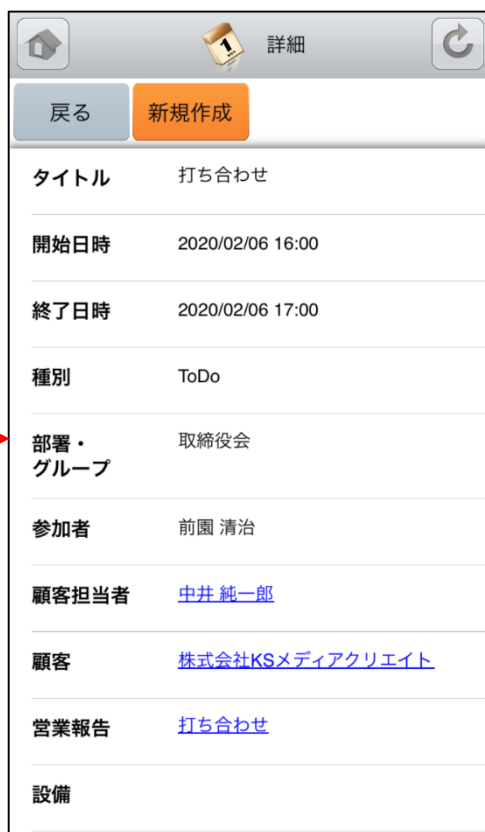 詳細
戻る 新規作成
タイトル 打ち合わせ
開始日時 2020/02/06 16:00
終了日時 2020/02/06 17:00
種別 ToDo
部署・ 取締役会
グループ
参加者 前園 清治
顧客担当者 中井 純一郎
顧客 株式会社KSメディアクリエイト
営業報告 打ち合わせ
設備